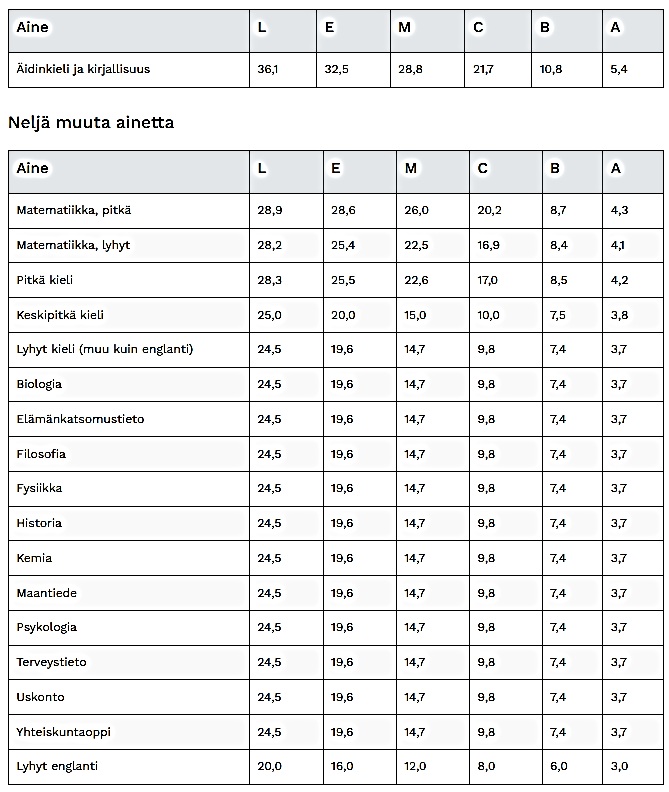 Aine L E M C B A
Äidinkieli ja kirjallisuus 36,1 32,5 28,8 21,7 10,8 5,4
Neljä muuta ainetta
Aine L E M C B A
Matematiikka, pitkä 28,9 28,6 26,0 20,2 8,7 4,3
Matematiikka, lyhyt 28,2 25,4 22,5 16,9 8,4 4,1
Pitkä kieli 28,3 25,5 22,6 17,0 8,5 4,2
Keskipitkä kieli 25,0 20,0 15,0 10,0 7,5 3,8
Lyhyt kieli (muu kuin englanti) 24,5 19,6 14,7 9,8 7,4 3,7
Biologia 24,5 19,6 14,7 9,8 7,4 3,7
Elämänkatsomustieto 24,5 19,6 14,7 9,8 7,4 3,7
Filosofia 24,5 19,6 14,7 9,8 7,4 3,7
Fysiikka 24,5 19,6 14,7 9,8 7,4 3,7
Historia 24,5 19,6 14,7 9,8 7,4 3,7
Kemia 24,5 19,6 14,7 9,8 7,4 3,7
Maantiede 24,5 19,6 14,7 9,8 7,4 3,7
Psykologia 24,5 19,6 14,7 9,8 7,4 3,7
Terveystieto 24,5 19,6 14,7 9,8 7,4 3,7
Uskonto 24,5 19,6 14,7 9,8 7,4 3,7
Yhteiskuntaoppi 24,5 19,6 14,7 9,8 7,4 3,7
Lyhyt englanti 20,0 16,0 12,0 8,0 6,0 3,0